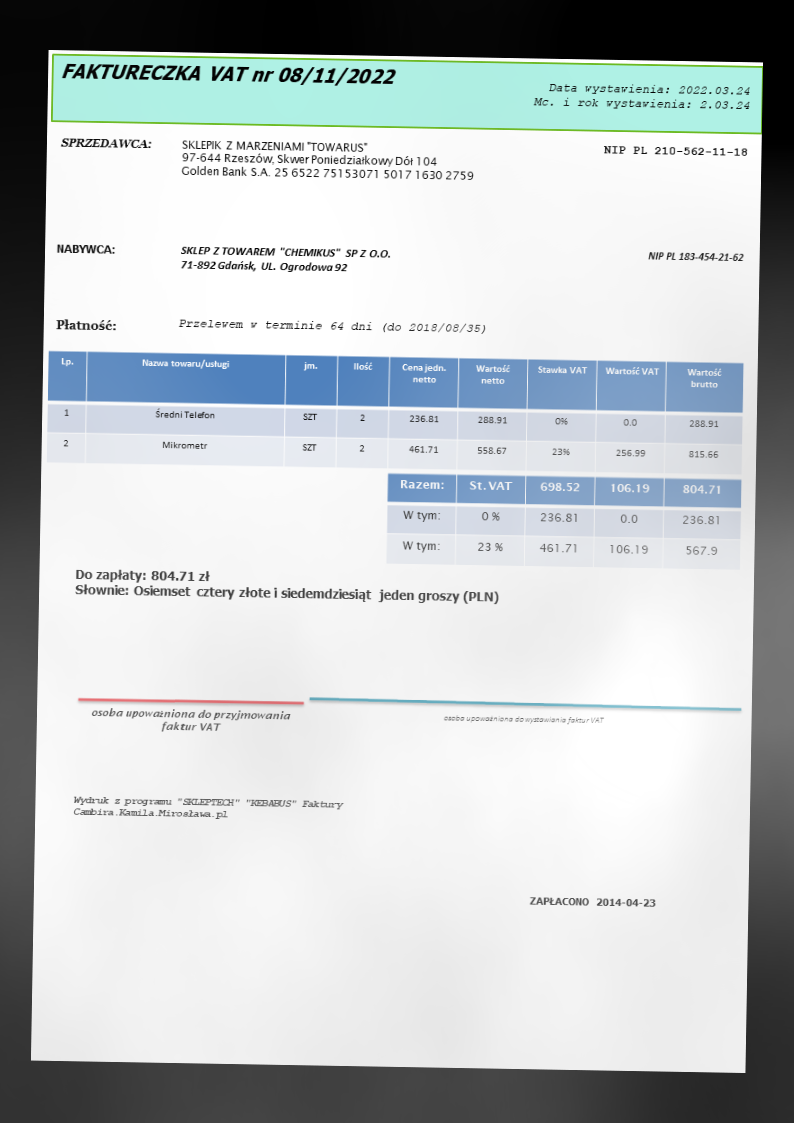 FAKTURECZKA VAT nr 08/11/2022
Data wystawienia: 2022.03.24
Mc. i rok wystawienia: 2.03.24
SPRZEDAWCA: SKLEPIK Z MARZENIAMI "TOWARUS" NIP PL 210-562-11-18
97-644 Rzeszów, Skwer Poniedziałkowy Dół 104
Golden Bank S.A. 25 6522 75153071 5017 1630 2759
NABYWCA: SKLEP Z TOWAREM "CHEMIKUS" SP Z O.O. NIP PL 183-454-21-62
71-892 Gdańsk, UL. Ogrodowa 92
Płatność: Przelewem w terminie 64 dni (do 2018/08/35)
Lp. Nazwa towaru/usługi jm. Ilość Cena jedn. netto Wartość netto Stawka VAT Wartość VAT Wartość brutto
1 Średni Telefon SZT 2 236.81 288.91 0% 0.0 288.91
2 Mikrometr SZT 2 461.71 558.67 23% 256.99 815.66
Razem: St. VAT 698.52 106.19 804.71
W tym: 0 % 236.81 0.0 236.81
W tym: 23 % 461.71 106.19 567.9
Do zapłaty: 804.71 zł
Słownie: Osiemset cztery złote i siedemdziesiąt jeden groszy (PLN)
osoba upoważniona do przyjmowania
faktur VAT
osoba upoważniona do wystawiania faktur VAT
Wydruk z programu "SKLEPTECH" "KEBABUS" Faktury
Cambira.Kamila.Mirosława.pl
ZAPŁACONO 2014-04-23